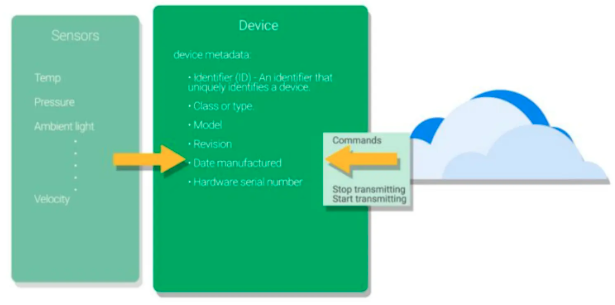 Sensors
Temp
Pressure
Ambient light
Velocity
Device
device metadata:
• Identifier (ID) - An identifier that
uniquely identifies a device.
• Class or type.
• Model
• Revision
• Date manufactured
• Hardware serial number
Commands
Stop transmitting
Start transmitting